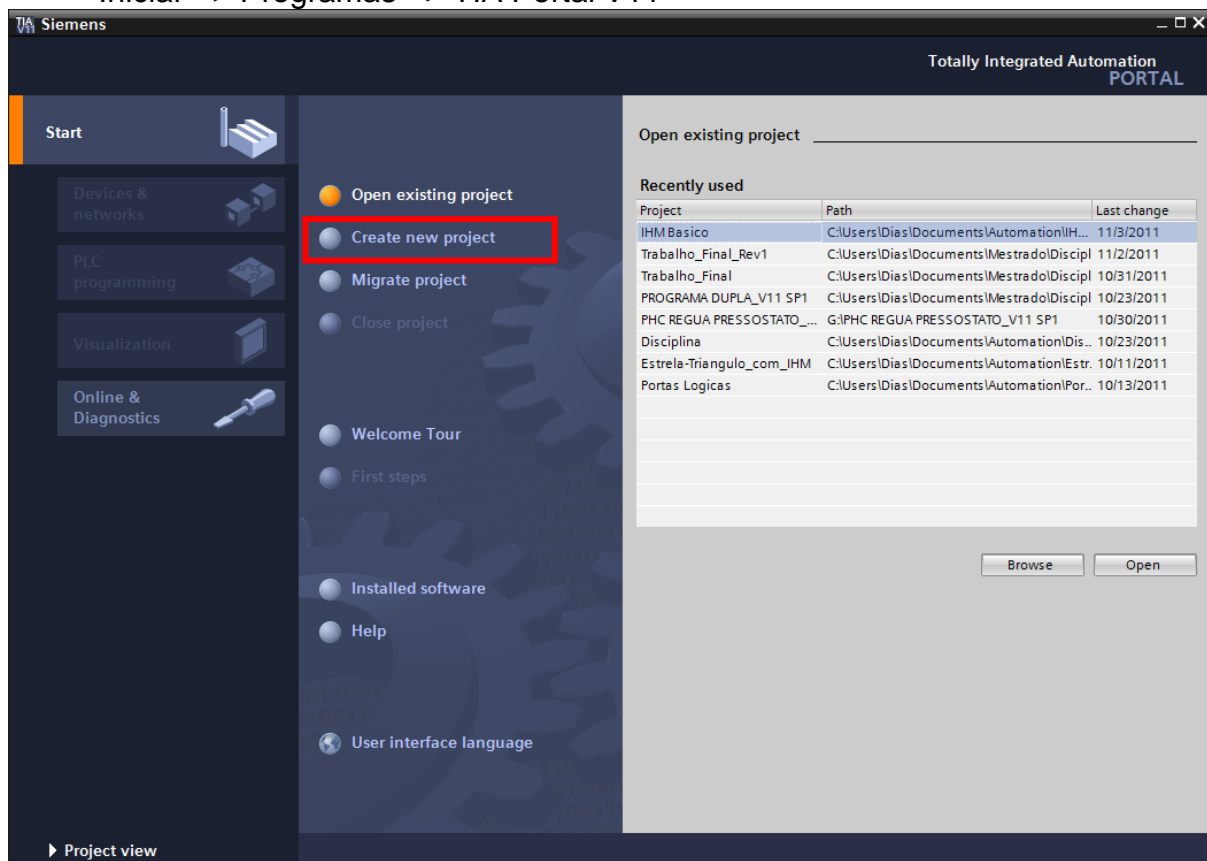 Siemens
Totally Integrated Automation
PORTAL
Start
Devices &
networks
PLC
programming
Visualization
Online &
Diagnostics
Project view
Open existing project
Create new project
Migrate project
Close project
Welcome Tour
First steps
Installed software
Help
User interface language
Open existing project
Recently used
Project Path Last change
IHM Basico C:\Users\Dias\Documents\Automation\IH... 11/3/2011
Trabalho_Final_Rev1 C:\Users\Dias\Documents\Mestrado\Discipl 11/2/2011
Trabalho_Final C:\Users\Dias\Documents\Mestrado\Discipl 10/31/2011
PROGRAMA DUPLA_V11 SP1 C:\Users\Dias\Documents\Mestrado\Discipl 10/23/2011
PHC REGUA PRESSOSTATO_... G:\PHC REGUA PRESSOSTATO_V11 SP1 10/30/2011
Disciplina C:\Users\Dias\Documents\Automation\Dis.. 10/23/2011
Estrela-Triangulo_com_IHM C:\Users\Dias\Documents\Automation\Estr. 10/11/2011
Portas Logicas C:\Users\Dias\Documents\Automation\Por.. 10/13/2011
Browse Open